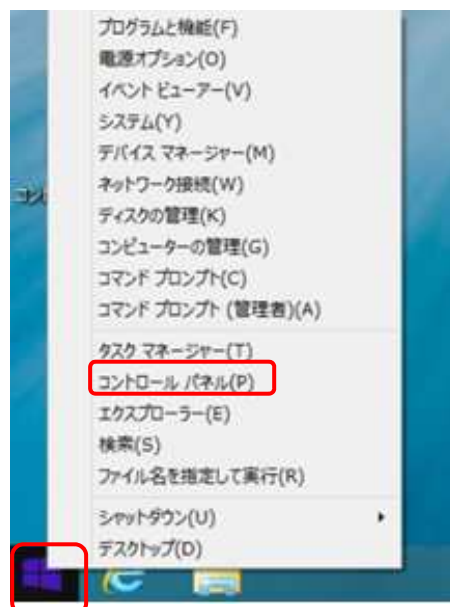 プログラムと機能(F)
電源オプション(O)
イベント ビューアー(V)
システム(Y)
デバイス マネージャー(M)
ネットワーク接続(W)
ディスクの管理(K)
コンピューターの管理(G)
コマンド プロンプト(C)
コマンド プロンプト (管理者)(A)
タスク マネージャー(T)
コントロール パネル(P)
エクスプローラー(E)
検索(S)
ファイル名を指定して実行(R)
シャットダウン(U)
デスクトップ(D)